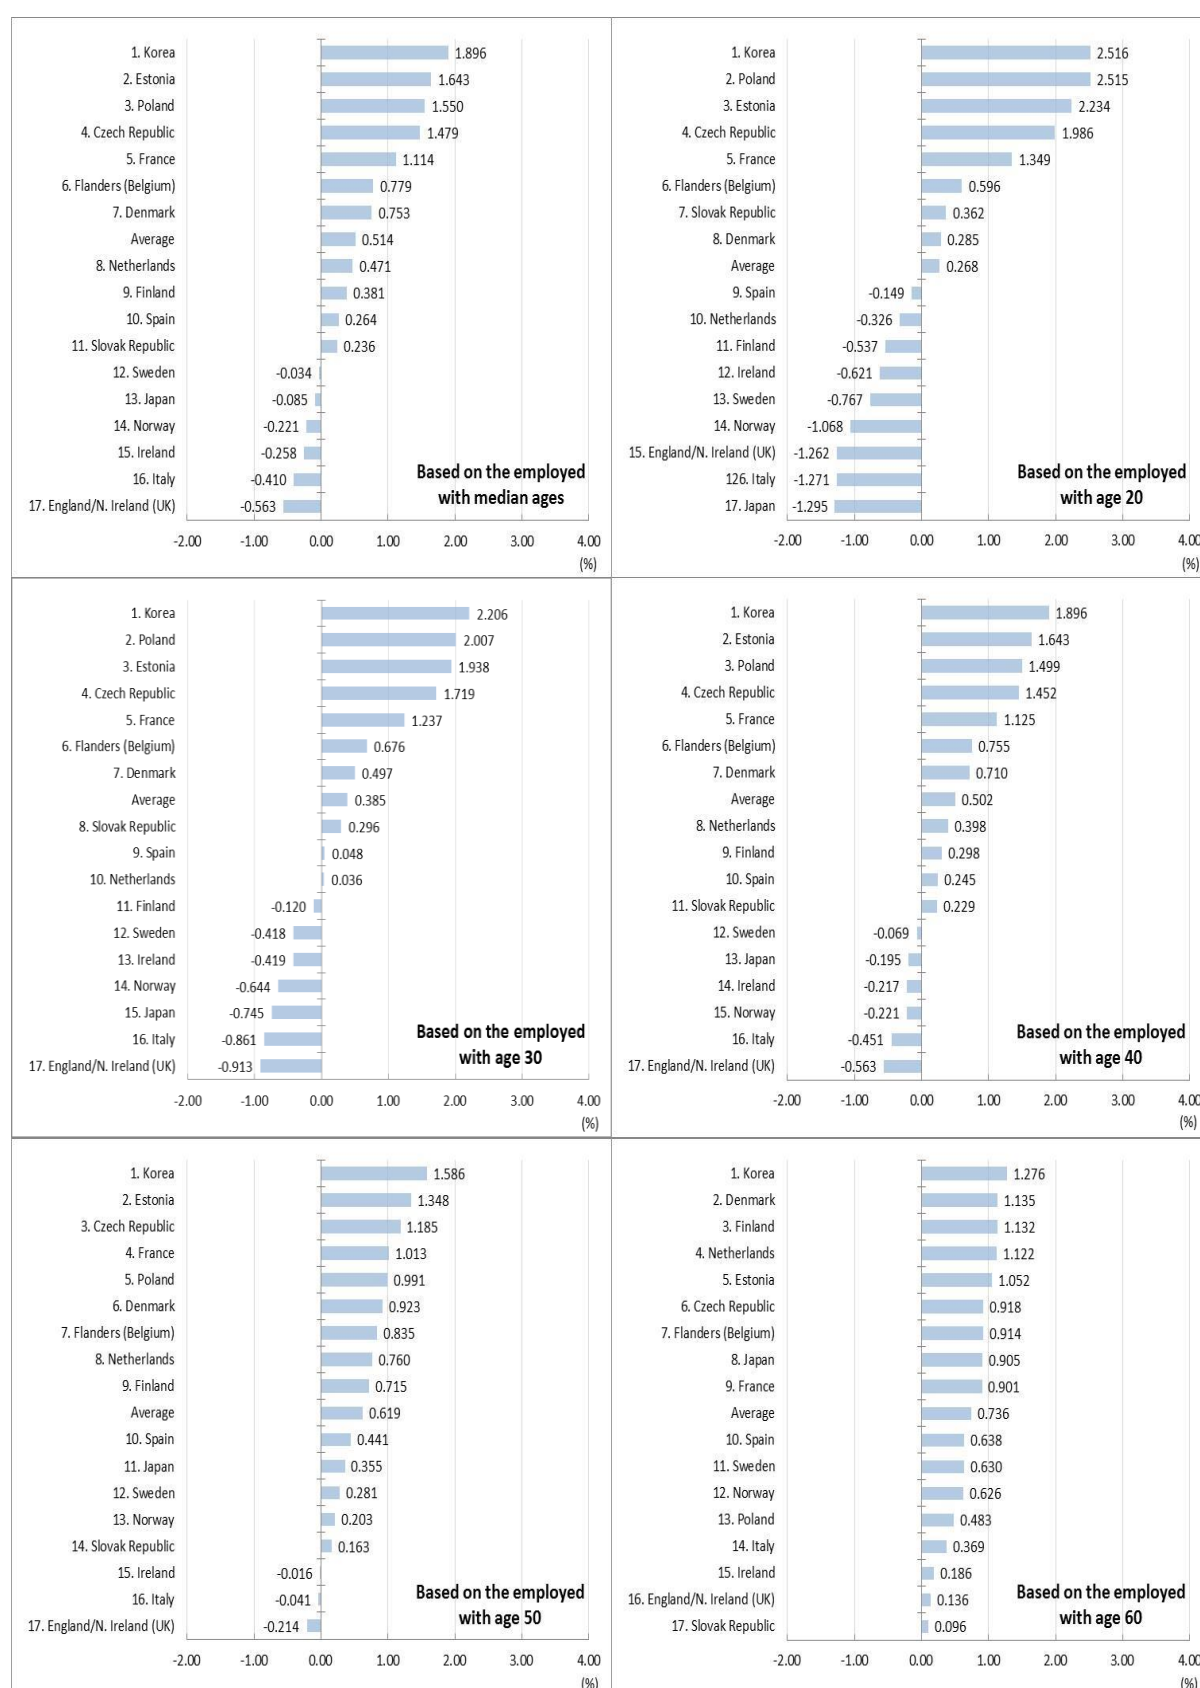 1. Korea 1.896
2. Estonia 1.643
3. Poland 1.550
4. Czech Republic 1.479
5. France 1.114
6. Flanders (Belgium) 0.779
7. Denmark 0.753
Average 0.514
8. Netherlands 0.471
9. Finland 0.381
10. Spain 0.264
11. Slovak Republic 0.236
12. Sweden -0.034
13. Japan -0.085
14. Norway -0.221
15. Ireland -0.258
16. Italy -0.410
17. England/N. Ireland (UK) -0.563
Based on the employed
with median ages
-2.00 -1.00 0.00 1.00 2.00 3.00 4.00
(%)
1. Korea 2.516
2. Poland 2.515
3. Estonia 2.234
4. Czech Republic 1.986
5. France 1.349
6. Flanders (Belgium) 0.596
7. Slovak Republic 0.362
8. Denmark 0.285
Average 0.268
9. Spain -0.149
10. Netherlands -0.326
11. Finland -0.537
12. Ireland -0.621
13. Sweden -0.767
14. Norway -1.068
15. England/N. Ireland (UK) -1.262
126. Italy -1.271
17. Japan -1.295
Based on the employed
with age 20
-2.00 -1.00 0.00 1.00 2.00 3.00 4.00
(%)
1. Korea 2.206
2. Poland 2.007
3. Estonia 1.938
4. Czech Republic 1.719
5. France 1.237
6. Flanders (Belgium) 0.676
7. Denmark 0.497
Average 0.385
8. Slovak Republic 0.296
9. Spain 0.048
10. Netherlands 0.036
11. Finland -0.120
12. Sweden -0.418
13. Ireland -0.419
14. Norway -0.644
15. Japan -0.745
16. Italy -0.861
17. England/N. Ireland (UK) -0.913
Based on the employed
with age 30
-2.00 -1.00 0.00 1.00 2.00 3.00 4.00
(%)
1. Korea 1.896
2. Estonia 1.643
3. Poland 1.499
4. Czech Republic 1.452
5. France 1.125
6. Flanders (Belgium) 0.755
7. Denmark 0.710
Average 0.502
8. Netherlands 0.398
9. Finland 0.298
10. Spain 0.245
11. Slovak Republic 0.229
12. Sweden -0.069
13. Japan -0.195
14. Ireland -0.217
15. Norway -0.221
16. Italy -0.451
17. England/N. Ireland (UK) -0.563
Based on the employed
with age 40
-2.00 -1.00 0.00 1.00 2.00 3.00 4.00
(%)
1. Korea 1.586
2. Estonia 1.348
3. Czech Republic 1.185
4. France 1.013
5. Poland 0.991
6. Denmark 0.923
7. Flanders (Belgium) 0.835
8. Netherlands 0.760
9. Finland 0.715
Average 0.619
10. Spain 0.441
11. Japan 0.355
12. Sweden 0.281
13. Norway 0.203
14. Slovak Republic 0.163
15. Ireland -0.016
16. Italy -0.041
17. England/N. Ireland (UK) -0.214
Based on the employed
with age 50
-2.00 -1.00 0.00 1.00 2.00 3.00 4.00
(%)
1. Korea 1.276
2. Denmark 1.135
3. Finland 1.132
4. Netherlands 1.122
5. Estonia 1.052
6. Czech Republic 0.918
7. Flanders (Belgium) 0.914
8. Japan 0.905
9. France 0.901
Average 0.736
10. Spain 0.638
11. Sweden 0.630
12. Norway 0.626
13. Poland 0.483
14. Italy 0.369
15. Ireland 0.186
16. England/N. Ireland (UK) 0.136
17. Slovak Republic 0.096
Based on the employed
with age 60
-2.00 -1.00 0.00 1.00 2.00 3.00 4.00
(%)